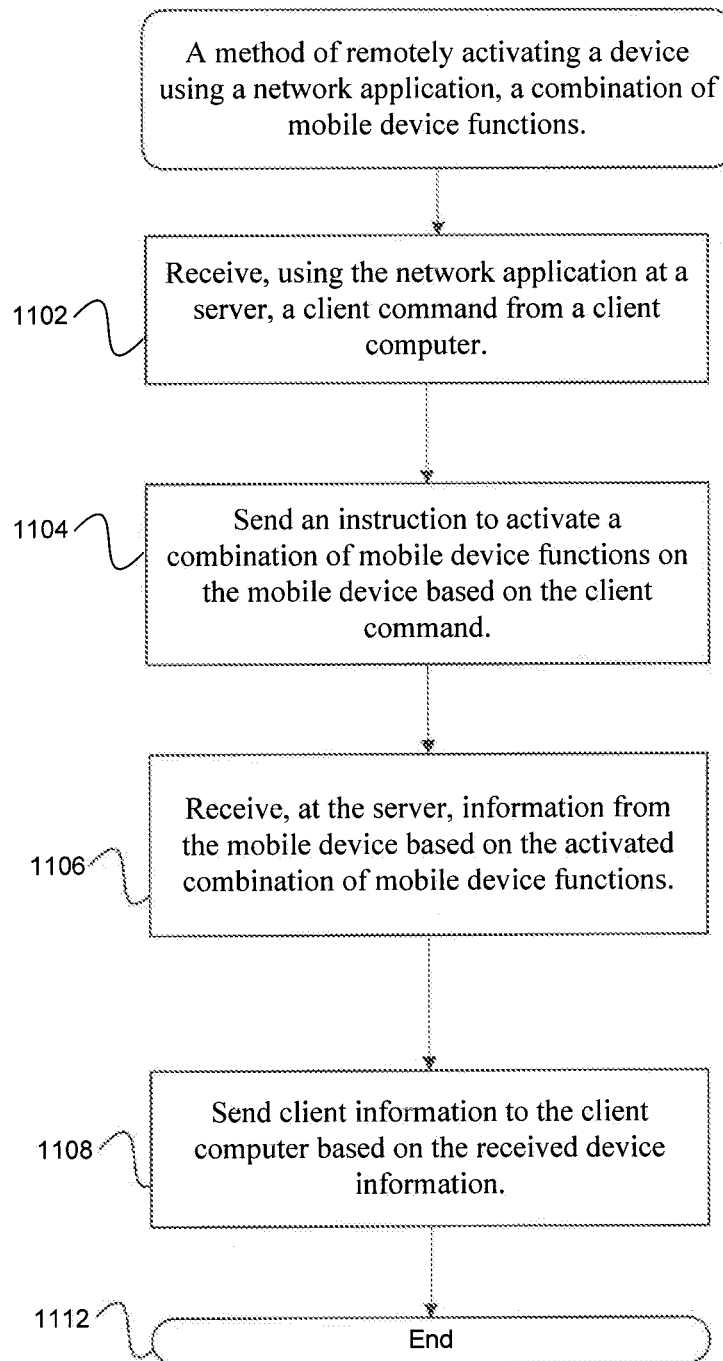 A method of remotely activating a device
using a network application, a combination of
mobile device functions.
1102
Receive, using the network application at a
server, a client command from a client
computer.
1104
Send an instruction to activate a
combination of mobile device functions on
the mobile device based on the client
command.
1106
Receive, at the server, information from
the mobile device based on the activated
combination of mobile device functions.
1108
Send client information to the client
computer based on the received device
information.
1112
End